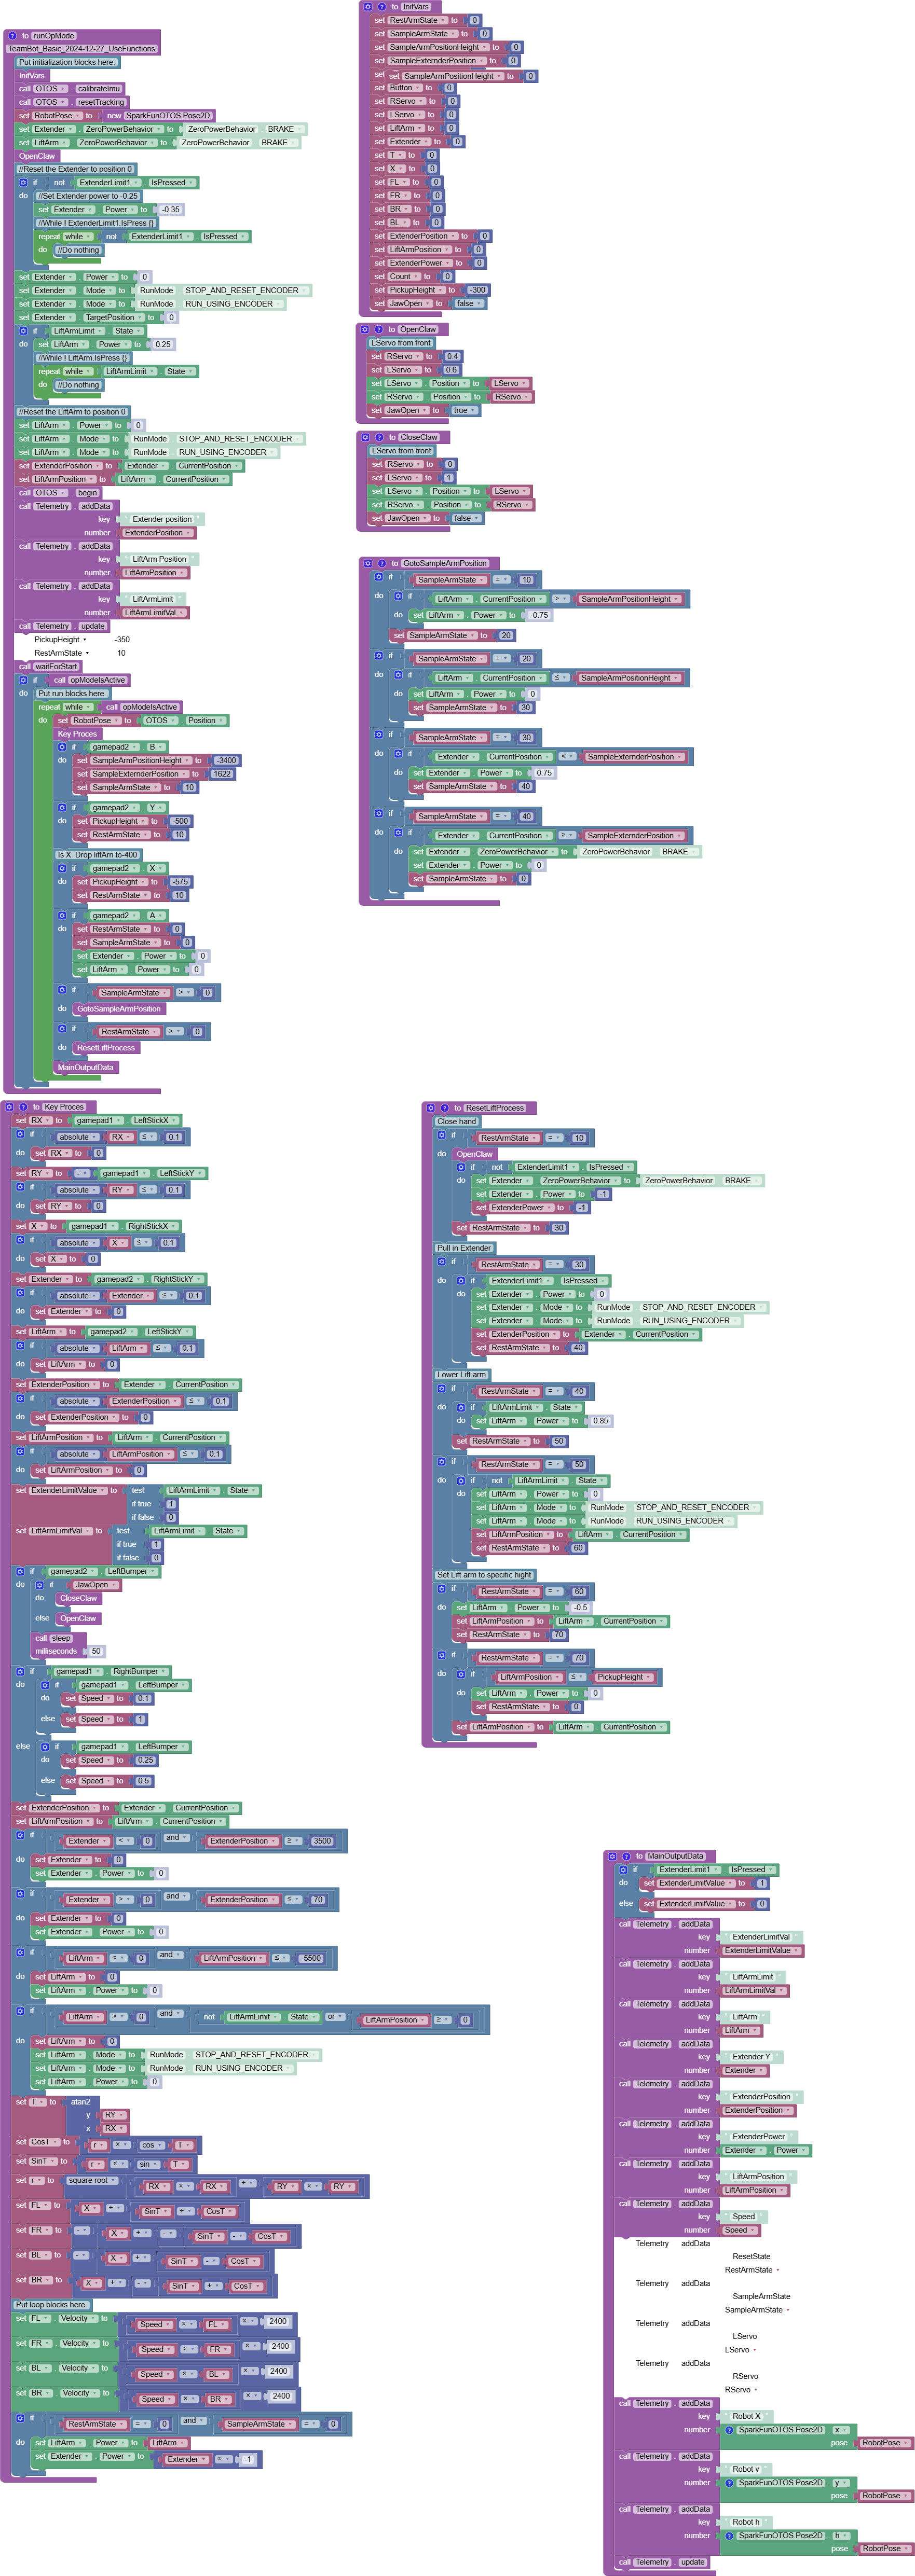 to runOpMode
TeamBot_Basic_2024-12-27_UseFunctions
Put initialization blocks here.
InitVars
call OTOS . calibrateImu
call OTOS . resetTracking
set RobotPose to new SparkFunOTOS.Pose2D
set Extender . ZeroPowerBehavior to ZeroPowerBehavior BRAKE
set LiftArm . ZeroPowerBehavior to ZeroPowerBehavior BRAKE
OpenClaw
//Reset the Extender to position 0
if not ExtenderLimit1 . IsPressed
do //Set Extender power to -0.25
set Extender . Power to -0.35
//While ! ExtenderLimit1.IsPress {}
repeat while not ExtenderLimit1 . IsPressed
do //Do nothing
set Extender . Power to 0
set Extender . Mode to RunMode STOP_AND_RESET_ENCODER
set Extender . Mode to RunMode RUN_USING_ENCODER
set Extender . TargetPosition to 0
if LiftArmLimit . State
do set LiftArm . Power to 0.25
//While ! LiftArm.IsPress {}
repeat while LiftArmLimit . State
do //Do nothing
//Reset the LiftArm to position 0
set LiftArm . Power to 0
set LiftArm . Mode to RunMode STOP_AND_RESET_ENCODER
set LiftArm . Mode to RunMode RUN_USING_ENCODER
set ExtenderPosition to Extender . CurrentPosition
set LiftArmPosition to LiftArm . CurrentPosition
call OTOS . begin
call Telemetry . addData
key " Extender position "
number ExtenderPosition
call Telemetry . addData
key " LiftArm Position "
number LiftArmPosition
call Telemetry . addData
key " LiftArmLimit "
number LiftArmLimitVal
call Telemetry . update
PickupHeight -350
RestArmState 10
call waitForStart
if call opModeIsActive
do Put run blocks here.
repeat while call opModeIsActive
do set RobotPose to OTOS . Position
Key Proces
if gamepad2 . B
do set SampleArmPositionHeight to -3400
set SampleExternderPosition to 1622
set SampleArmState to 10
if gamepad2 . Y
do set PickupHeight to -500
set RestArmState to 10
Is X Drop liftArn to-400
if gamepad2 . X
do set PickupHeight to -575
set RestArmState to 10
if gamepad2 . A
do set RestArmState to 0
set SampleArmState to 0
set Extender . Power to 0
set LiftArm . Power to 0
if SampleArmState > 0
do GotoSampleArmPosition
if RestArmState > 0
do ResetLiftProcess
MainOutputData
to InitVars
set RestArmState to 0
set SampleArmState to 0
set SampleArmPositionHeight to 0
set SampleExternderPosition to 0
set SampleArmPositionHeight to 0
set Button to 0
set RServo to 0
set LServo to 0
set LiftArm to 0
set Extender to 0
set T to 0
set X to 0
set FL to 0
set FR to 0
set BR to 0
set BL to 0
set ExtenderPosition to 0
set LiftArmPosition to 0
set ExtenderPower to 0
set Count to 0
set PickupHeight to -300
set JawOpen to false
to OpenClaw
LServo from front
set RServo to 0.4
set LServo to 0.6
set LServo . Position to LServo
set RServo . Position to RServo
set JawOpen to true
to CloseClaw
LServo from front
set RServo to 0
set LServo to 1
set LServo . Position to LServo
set RServo . Position to RServo
set JawOpen to false
to GotoSampleArmPosition
if SampleArmState = 10
do if LiftArm . CurrentPosition > SampleArmPositionHeight
do set LiftArm . Power to -0.75
set SampleArmState to 20
if SampleArmState = 20
do if LiftArm . CurrentPosition ≤ SampleArmPositionHeight
do set LiftArm . Power to 0
set SampleArmState to 30
if SampleArmState = 30
do if Extender . CurrentPosition < SampleExternderPosition
do set Extender . Power to 0.75
set SampleArmState to 40
if SampleArmState = 40
do if Extender . CurrentPosition ≥ SampleExternderPosition
do set Extender . ZeroPowerBehavior to ZeroPowerBehavior BRAKE
set Extender . Power to 0
set SampleArmState to 0
to Key Proces
set RX to gamepad1 . LeftStickX
if absolute RX ≤ 0.1
do set RX to 0
set RY to - gamepad1 . LeftStickY
if absolute RY ≤ 0.1
do set RY to 0
set X to gamepad1 . RightStickX
if absolute X ≤ 0.1
do set X to 0
set Extender to gamepad2 . RightStickY
if absolute Extender ≤ 0.1
do set Extender to 0
set LiftArm to gamepad2 . LeftStickY
if absolute LiftArm ≤ 0.1
do set LiftArm to 0
set ExtenderPosition to Extender . CurrentPosition
if absolute ExtenderPosition ≤ 0.1
do set ExtenderPosition to 0
set LiftArmPosition to LiftArm . CurrentPosition
if absolute LiftArmPosition ≤ 0.1
do set LiftArmPosition to 0
set ExtenderLimitValue to test LiftArmLimit . State
if true 1
if false 0
set LiftArmLimitVal to test LiftArmLimit . State
if true 1
if false 0
if gamepad2 . LeftBumper
do if JawOpen
do CloseClaw
else OpenClaw
call sleep
milliseconds 50
if gamepad1 . RightBumper
do if gamepad1 . LeftBumper
do set Speed to 0.1
else set Speed to 1
else if gamepad1 . LeftBumper
do set Speed to 0.25
else set Speed to 0.5
set ExtenderPosition to Extender . CurrentPosition
set LiftArmPosition to LiftArm . CurrentPosition
if Extender < 0 and ExtenderPosition ≥ 3500
do set Extender to 0
set Extender . Power to 0
if Extender > 0 and ExtenderPosition ≤ 70
do set Extender to 0
set Extender . Power to 0
if LiftArm < 0 and LiftArmPosition ≤ -5500
do set LiftArm to 0
set LiftArm . Power to 0
if LiftArm > 0 and not LiftArmLimit . State or LiftArmPosition ≥ 0
do set LiftArm to 0
set LiftArm . Mode to RunMode STOP_AND_RESET_ENCODER
set LiftArm . Mode to RunMode RUN_USING_ENCODER
set LiftArm . Power to 0
set T to atan2
y RY
x RX
set CosT to r × cos T
set SinT to r × sin T
set r to square root RX × RX + RY × RY
set FL to X + SinT + CosT
set FR to - X + - SinT - CosT
set BL to - X + SinT - CosT
set BR to X + - SinT + CosT
Put loop blocks here.
set FL . Velocity to Speed × FL × 2400
set FR . Velocity to Speed × FR × 2400
set BL . Velocity to Speed × BL × 2400
set BR . Velocity to Speed × BR × 2400
if RestArmState = 0 and SampleArmState = 0
do set LiftArm . Power to LiftArm
set Extender . Power to Extender × -1
to ResetLiftProcess
Close hand
if RestArmState = 10
do OpenClaw
if not ExtenderLimit1 . IsPressed
do set Extender . ZeroPowerBehavior to ZeroPowerBehavior BRAKE
set Extender . Power to -1
set ExtenderPower to -1
set RestArmState to 30
Pull in Extender
if RestArmState = 30
do if ExtenderLimit1 . IsPressed
do set Extender . Power to 0
set Extender . Mode to RunMode STOP_AND_RESET_ENCODER
set Extender . Mode to RunMode RUN_USING_ENCODER
set ExtenderPosition to Extender . CurrentPosition
set RestArmState to 40
Lower Lift arm
if RestArmState = 40
do if LiftArmLimit . State
do set LiftArm . Power to 0.85
set RestArmState to 50
if RestArmState = 50
do if not LiftArmLimit . State
do set LiftArm . Power to 0
set LiftArm . Mode to RunMode STOP_AND_RESET_ENCODER
set LiftArm . Mode to RunMode RUN_USING_ENCODER
set LiftArmPosition to LiftArm . CurrentPosition
set RestArmState to 60
Set Lift arm to specific hight
if RestArmState = 60
do set LiftArm . Power to -0.5
set LiftArmPosition to LiftArm . CurrentPosition
set RestArmState to 70
if RestArmState = 70
do if LiftArmPosition ≤ PickupHeight
do set LiftArm . Power to 0
set RestArmState to 0
set LiftArmPosition to LiftArm . CurrentPosition
to MainOutputData
if ExtenderLimit1 . IsPressed
do set ExtenderLimitValue to 1
else set ExtenderLimitValue to 0
call Telemetry . addData
key " ExtenderLimitVal "
number ExtenderLimitValue
call Telemetry . addData
key " LiftArmLimit "
number LiftArmLimitVal
call Telemetry . addData
key " LiftArm "
number LiftArm
call Telemetry . addData
key " Extender Y "
number Extender
call Telemetry . addData
key " ExtenderPosition "
number ExtenderPosition
call Telemetry . addData
key " ExtenderPower "
number Extender . Power
call Telemetry . addData
key " LiftArmPosition "
number LiftArmPosition
call Telemetry . addData
key " Speed "
number Speed
Telemetry addData
ResetState
RestArmState
Telemetry addData
SampleArmState
SampleArmState
Telemetry addData
LServo
LServo
Telemetry addData
RServo
RServo
call Telemetry . addData
key " Robot X "
number SparkFunOTOS.Pose2D . x
pose RobotPose
call Telemetry . addData
key " Robot y "
number SparkFunOTOS.Pose2D . y
pose RobotPose
call Telemetry . addData
key " Robot h "
number SparkFunOTOS.Pose2D . h
pose RobotPose
call Telemetry . update